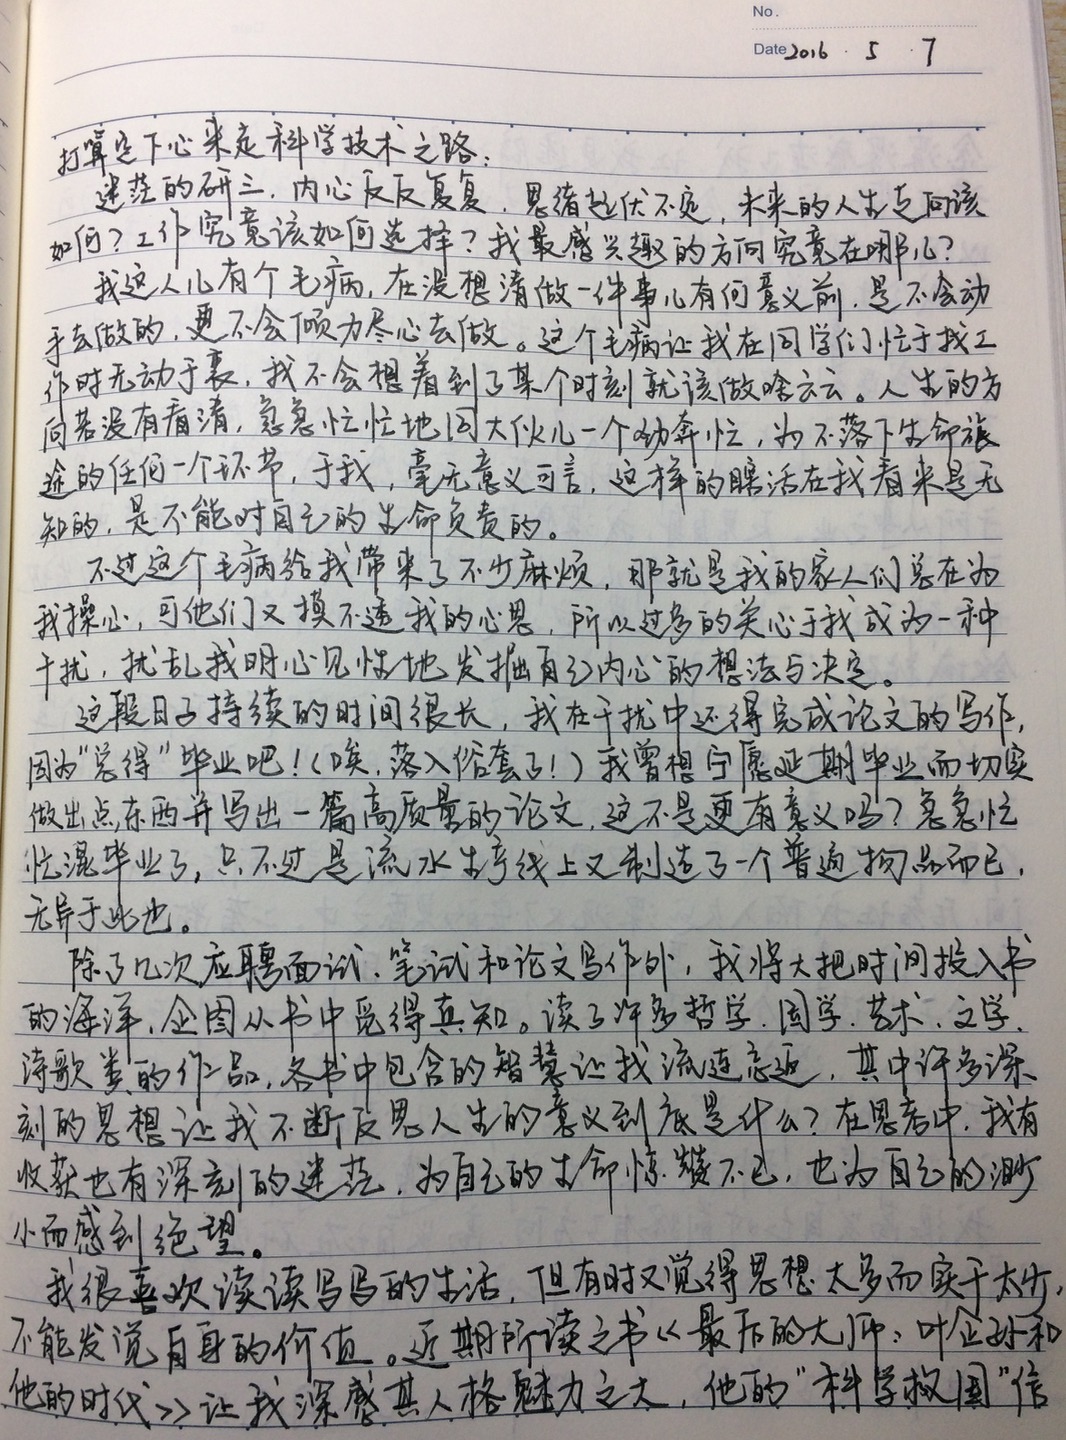 No.
Date 2016 · 5 · 7
打算定下心来走科学技术之路：
迷茫的研三，内心反反复复，思绪起伏不定，未来的人生走向该
如何？工作究竟该如何选择？我最感兴趣的方向究竟在哪儿？
我这人儿有个毛病，在没想清做一件事儿有何意义前，是不会动
手去做的，更不会倾力尽心去做。这个毛病让我在同学们忙于找工
作时无动于衷，我不会想着到了某个时刻就该做啥云云。人生的方
向若没有看清，急急忙忙地同大伙儿一个劲奔忙，为不落下生命旅
途的任何一个环节，于我，毫无意义可言，这样的瞎活在我看来是无
知的，是不能对自己的生命负责的。
不过这个毛病给我带来了不少麻烦，那就是我的家人们总在为
我操心，可他们又摸不透我的心思，所以过多的关心于我成为一种
干扰，扰乱我明心见性地发掘自己内心的想法与决定。
这段日子持续的时间很长，我在干扰中还得完成论文的写作，
因为“总得”毕业吧！（唉，落入俗套了！）我曾想宁愿延期毕业而切实
做出点东西并写出一篇高质量的论文，这不是更有意义吗？急急忙
忙混毕业了，只不过是流水生产线上又制造了一个普通物品而已，
无异于此也。
除了几次应聘面试、笔试和论文写作外，我将大把时间投入书
的海洋，企图从书中觅得真知。读了许多哲学、国学、艺术、文学、
诗歌类的作品，各书中包含的智慧让我流连忘返，其中许多深
刻的思想让我不断反思人生的意义到底是什么？在思考中，我有
收获也有深刻的迷茫，为自己的生命惊赞不已，也为自己的渺
小而感到绝望。
我很喜欢读读写写的生活，但有时又觉得思想太多而实干太少，
不能发觉自身的价值。近期所读之书《最后的大师：叶企孙和
他的时代》让我深感其人格魅力之大，他的“科学救国”信